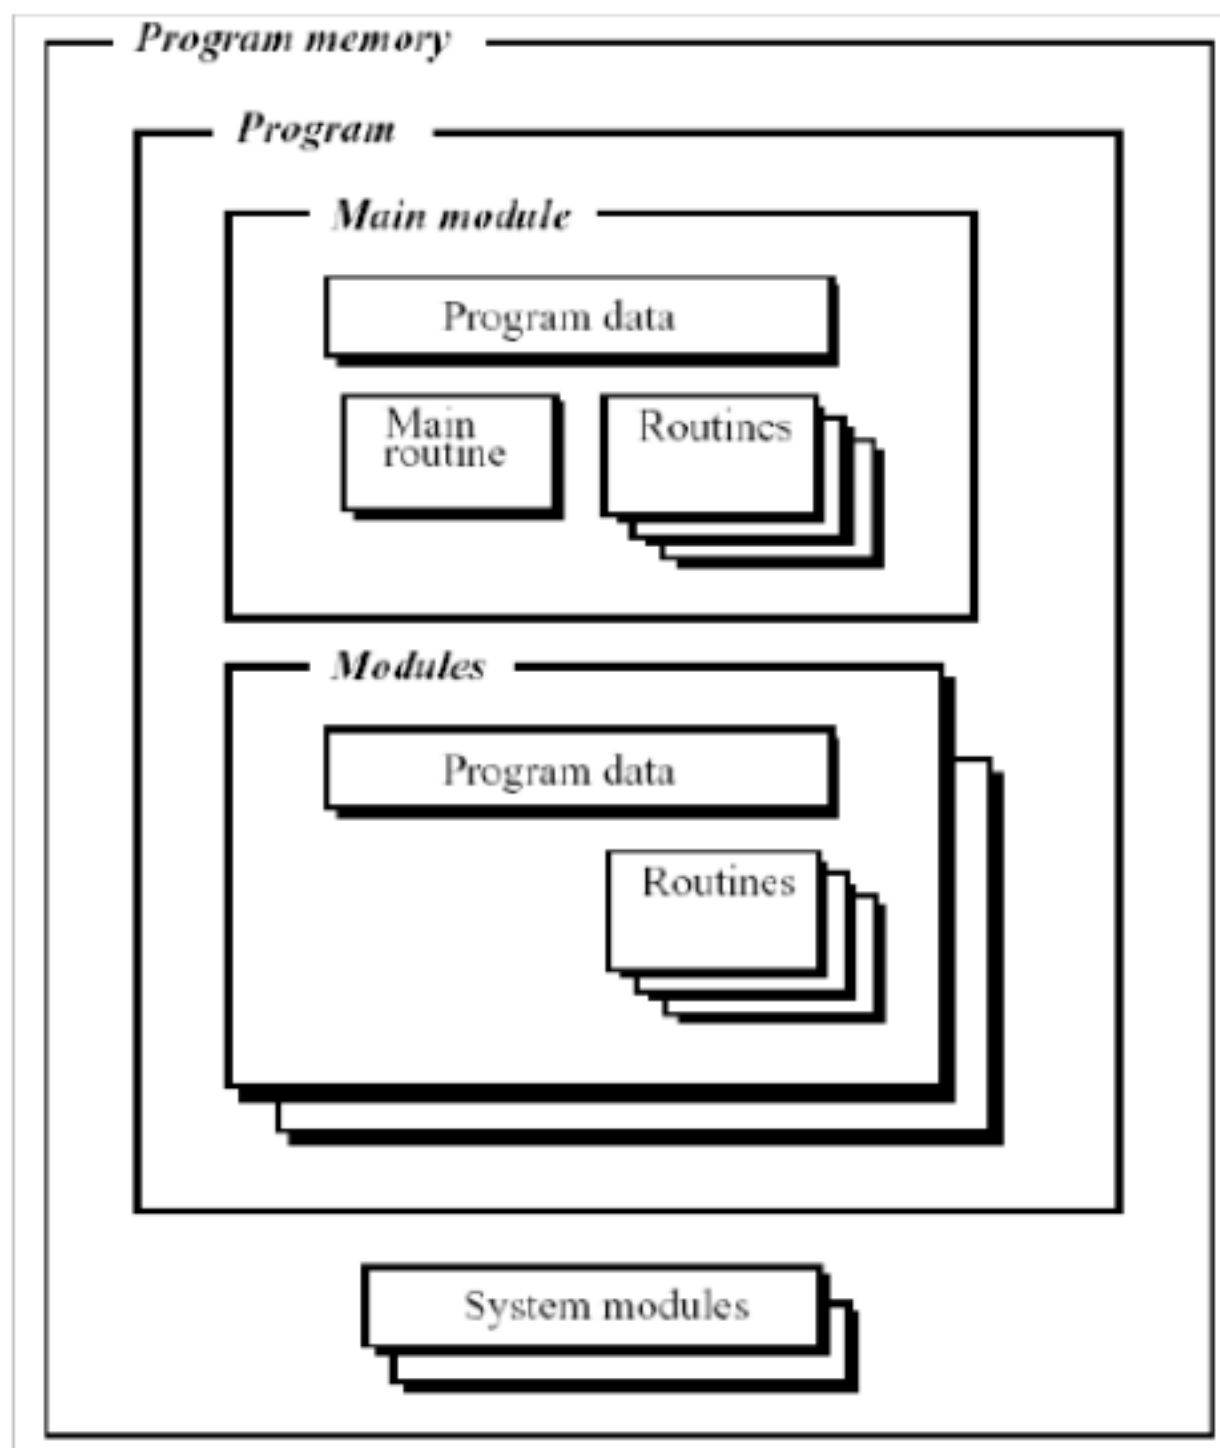 Program memory
Program
Main module
Program data
Main
routine
Routines
Modules
Program data
Routines
System modules